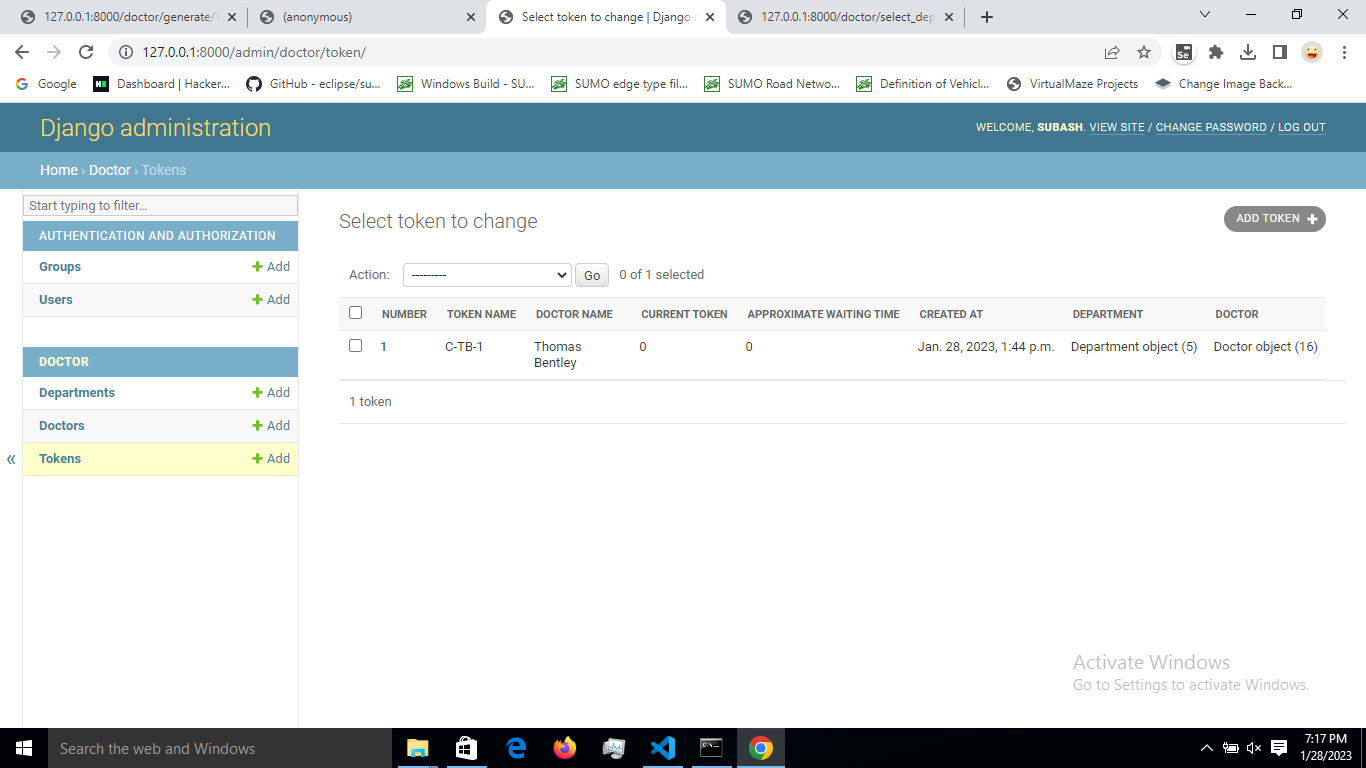 127.0.0.1:8000/doctor/generate/
(anonymous)
Select token to change | Django
127.0.0.1:8000/doctor/select_dep
127.0.0.1:8000/admin/doctor/token/
Google
Dashboard | Hacker...
GitHub - eclipse/su...
Windows Build - SU...
SUMO edge type fil...
SUMO Road Netwo...
Definition of Vehicl...
VirtualMaze Projects
Change Image Back...
Django administration
WELCOME, SUBASH. VIEW SITE / CHANGE PASSWORD / LOG OUT
Home › Doctor › Tokens
Start typing to filter...
AUTHENTICATION AND AUTHORIZATION
Groups + Add
Users + Add
DOCTOR
Departments + Add
Doctors + Add
Tokens + Add
«
Select token to change
ADD TOKEN +
Action: --------- Go 0 of 1 selected
NUMBER TOKEN NAME DOCTOR NAME CURRENT TOKEN APPROXIMATE WAITING TIME CREATED AT DEPARTMENT DOCTOR
1 C-TB-1 Thomas Bentley 0 0 Jan. 28, 2023, 1:44 p.m. Department object (5) Doctor object (16)
1 token
Activate Windows
Go to Settings to activate Windows.
Search the web and Windows
7:17 PM
1/28/2023